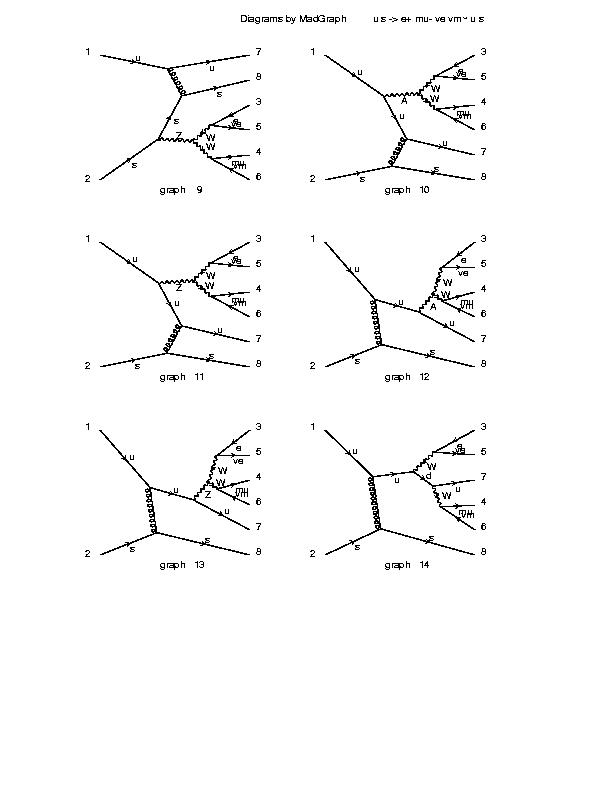 Diagrams by MadGraph u s -> e+ mu- ve vm~ u s
1 u u 7
8
s
3
s e
ve 5
Z W
W 4
mu
vm
2 s 6
graph 9
1 u 3
e
ve 5
A W
W 4
u mu
vm 6
u 7
2 s s 8
graph 10
1 u 3
e
ve 5
Z W
W 4
u mu
vm 6
u 7
2 s s 8
graph 11
1 u 3
e
ve 5
W
W 4
u mu
vm 6
A u 7
2 s s 8
graph 12
1 u 3
e
ve 5
W
W 4
u mu
vm 6
Z u 7
2 s s 8
graph 13
1 u 3
e
ve 5
W
u d 7
u
W 4
mu
vm 6
2 s s 8
graph 14